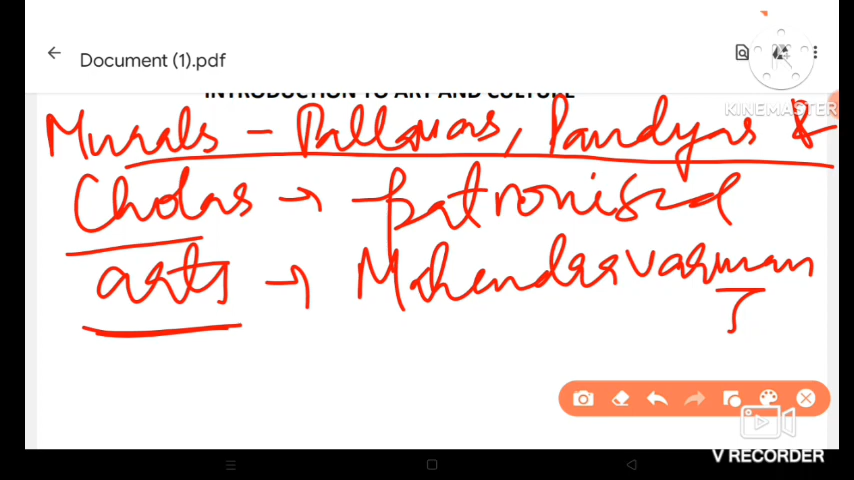 Document (1).pdf
KINEMASTER
INTRODUCTION TO ART AND CULTURE
Murals - Pallavas, Pandyas &
Cholas → patronised
arts → Mahendravarman
I
V RECORDER